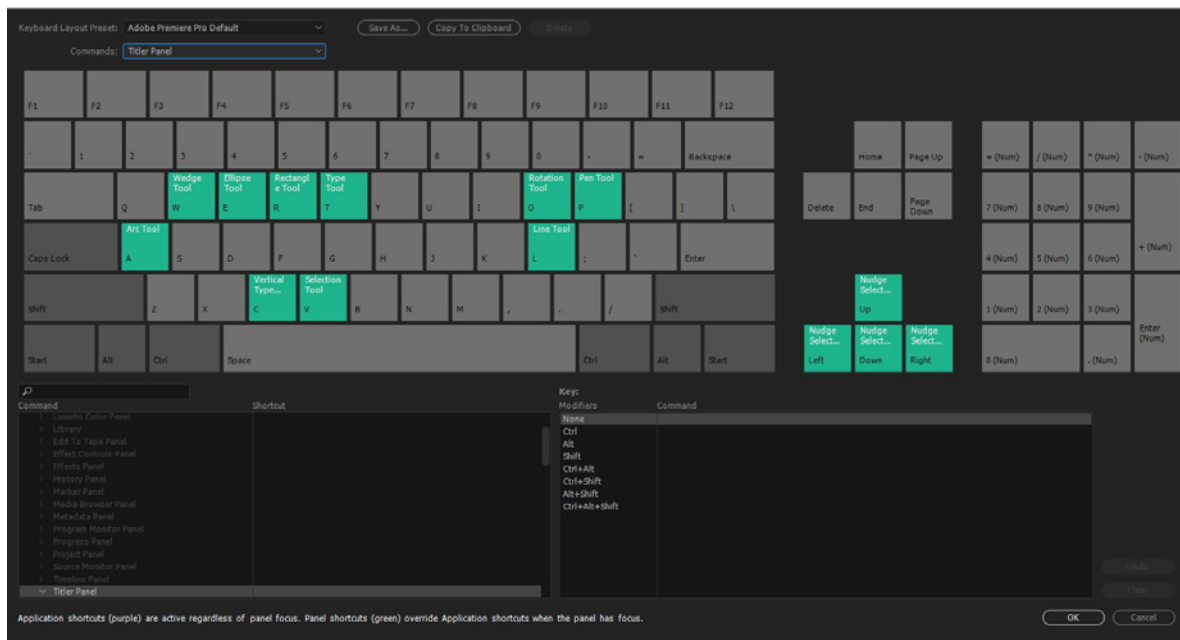 Keyboard Layout Preset: Adobe Premiere Pro Default
Save As...
Copy To Clipboard
Delete
Commands: Titler Panel
F1 F2 F3 F4 F5 F6 F7 F8 F9 F10 F11 F12
` 1 2 3 4 5 6 7 8 9 0 - = Backspace
Home Page Up
= (Num) / (Num) * (Num) - (Num)
Wedge Tool
Ellipse Tool
Rectangl e Tool
Type Tool
Rotation Tool
Pen Tool
Tab Q W E R T Y U I O P [ ] \
Delete End Page Down
7 (Num) 8 (Num) 9 (Num)
+ (Num)
Arc Tool
Line Tool
Caps Lock A S D F G H J K L ; ' Enter
4 (Num) 5 (Num) 6 (Num)
Vertical Type...
Selection Tool
Nudge Select...
Shift Z X C V B N M , . / Shift
Up
1 (Num) 2 (Num) 3 (Num)
Enter (Num)
Nudge Select...
Nudge Select...
Nudge Select...
Start Alt Ctrl Space Ctrl Alt Start
Left Down Right
0 (Num) . (Num)
Command Shortcut
Lumetri Color Panel
Library
Edit To Tape Panel
Effect Controls Panel
Effects Panel
History Panel
Marker Panel
Media Browser Panel
Metadata Panel
Program Monitor Panel
Progress Panel
Project Panel
Source Monitor Panel
Timeline Panel
Titler Panel
Key:
Modifiers Command
None
Ctrl
Alt
Shift
Ctrl+Alt
Ctrl+Shift
Alt+Shift
Ctrl+Alt+Shift
Undo
Clear
Application shortcuts (purple) are active regardless of panel focus. Panel shortcuts (green) override Application shortcuts when the panel has focus.
OK
Cancel